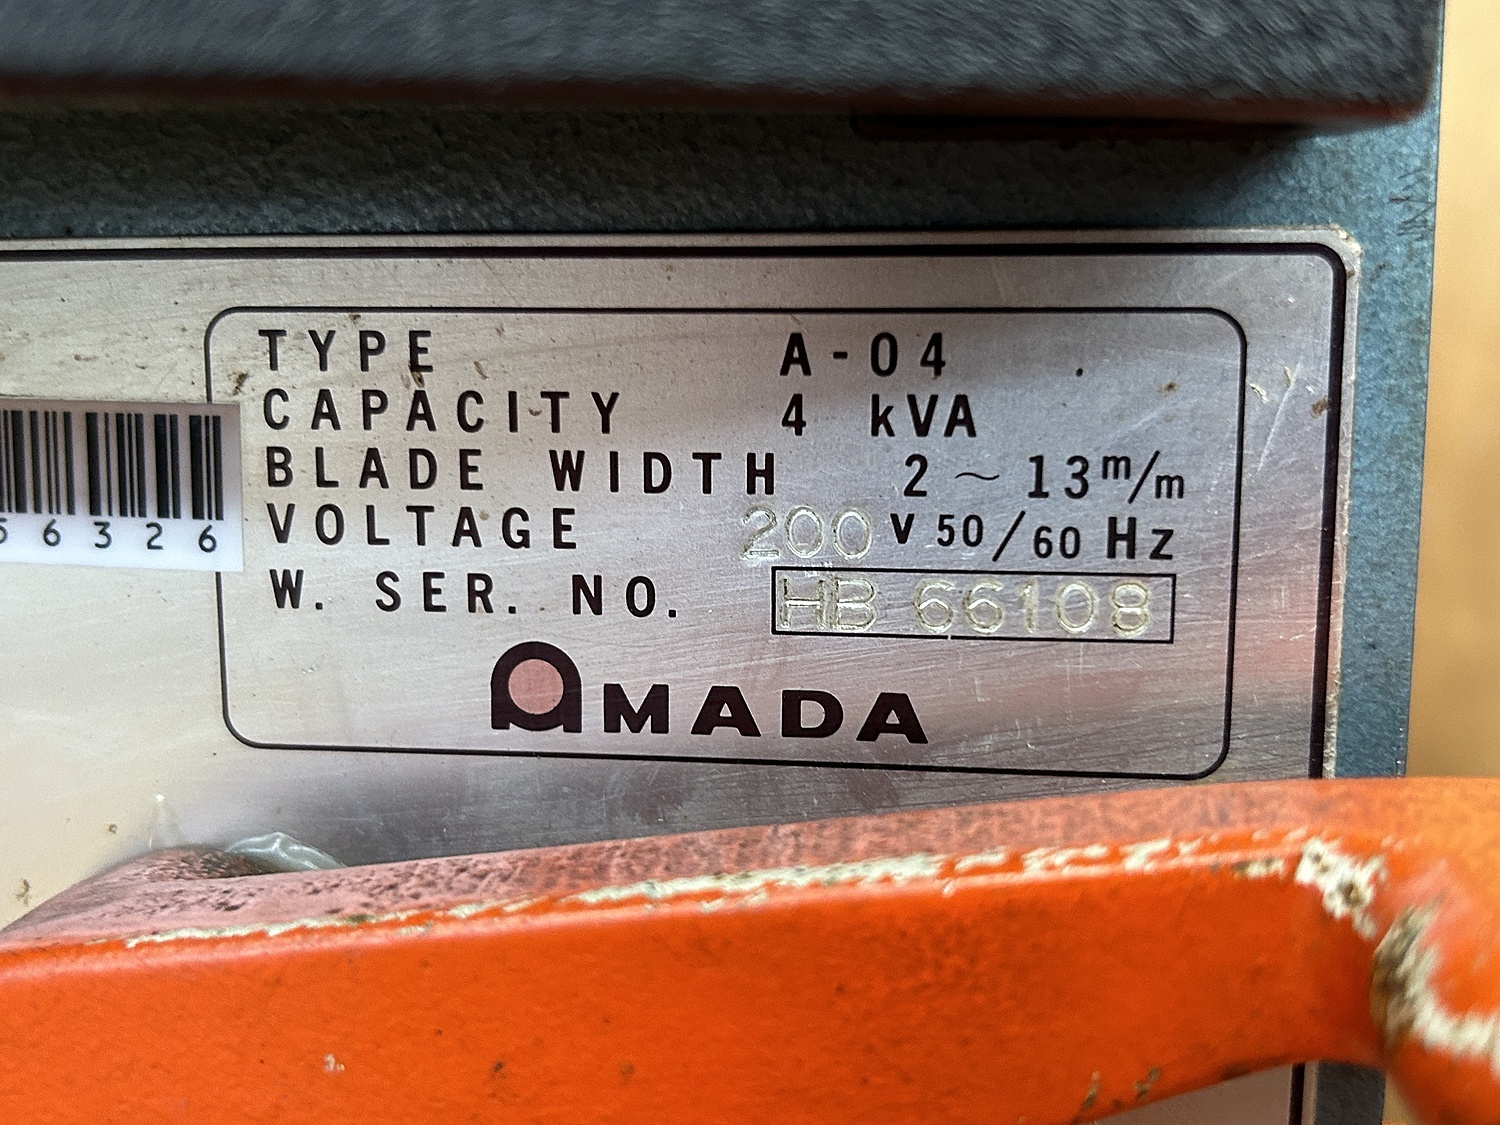 TYPE A-04
CAPACITY 4 kVA
BLADE WIDTH 2 ~ 13 m/m
VOLTAGE 200 V 50/60 Hz
W. SER. NO. HB 66108
AMADA
6326